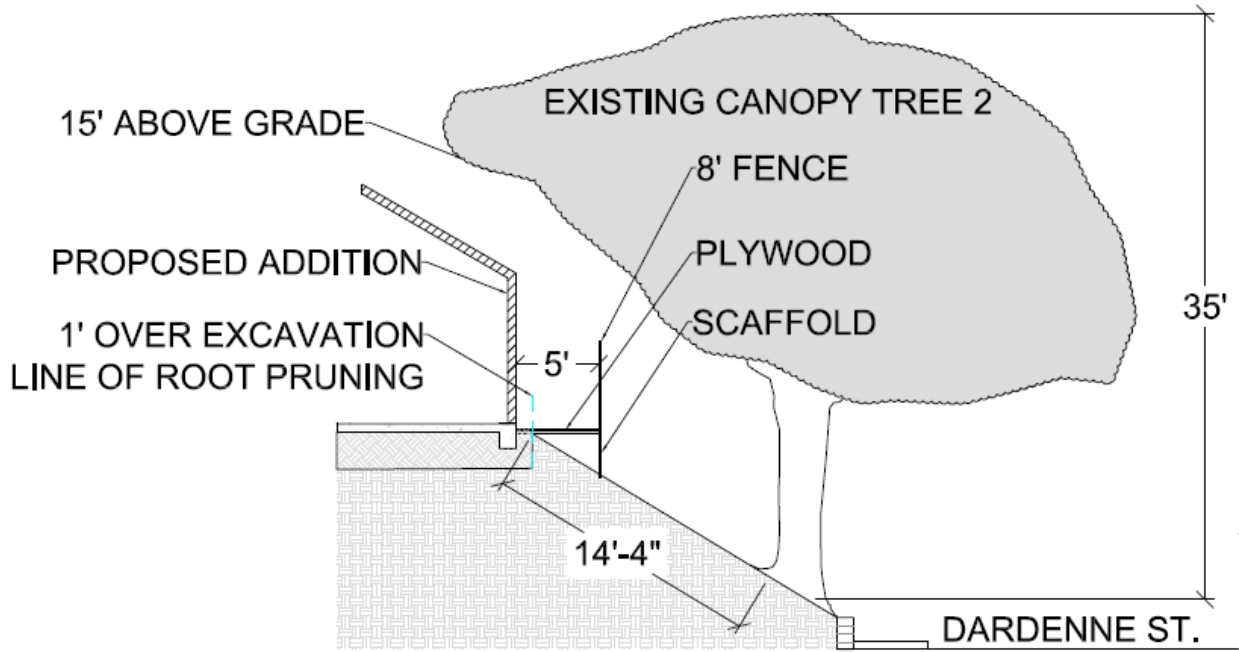 EXISTING CANOPY TREE 2
15' ABOVE GRADE
8' FENCE
PROPOSED ADDITION
PLYWOOD
1' OVER EXCAVATION
LINE OF ROOT PRUNING
SCAFFOLD
35'
5'
14'-4"
DARDENNE ST.